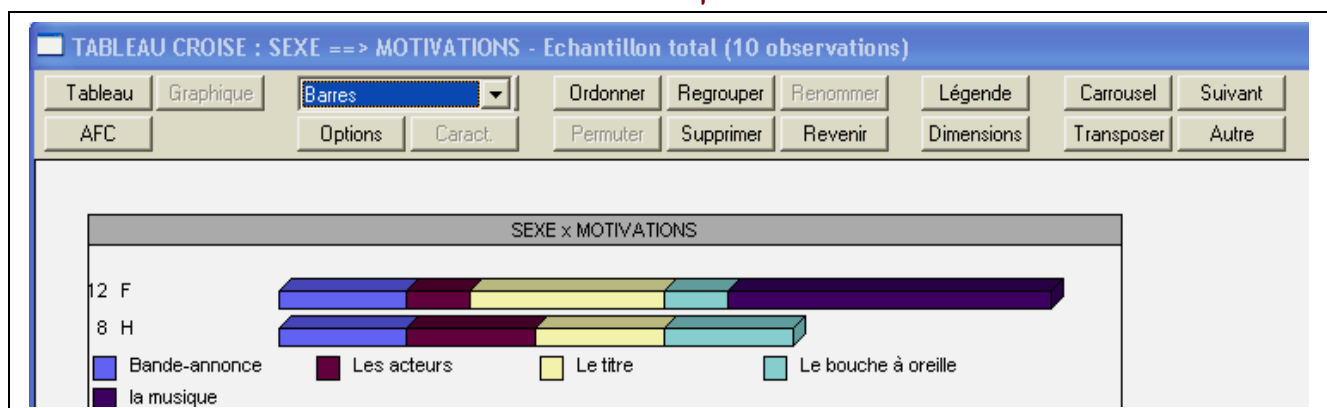 TABLEAU CROISE : SEXE ==> MOTIVATIONS - Echantillon total (10 observations)
Tableau Graphique Barres Ordonner Regrouper Renommer Légende Carrousel Suivant
AFC Options Caract. Permuter Supprimer Revenir Dimensions Transposer Autre
SEXE x MOTIVATIONS
12 F
8 H
Bande-annonce Les acteurs Le titre Le bouche à oreille
la musique